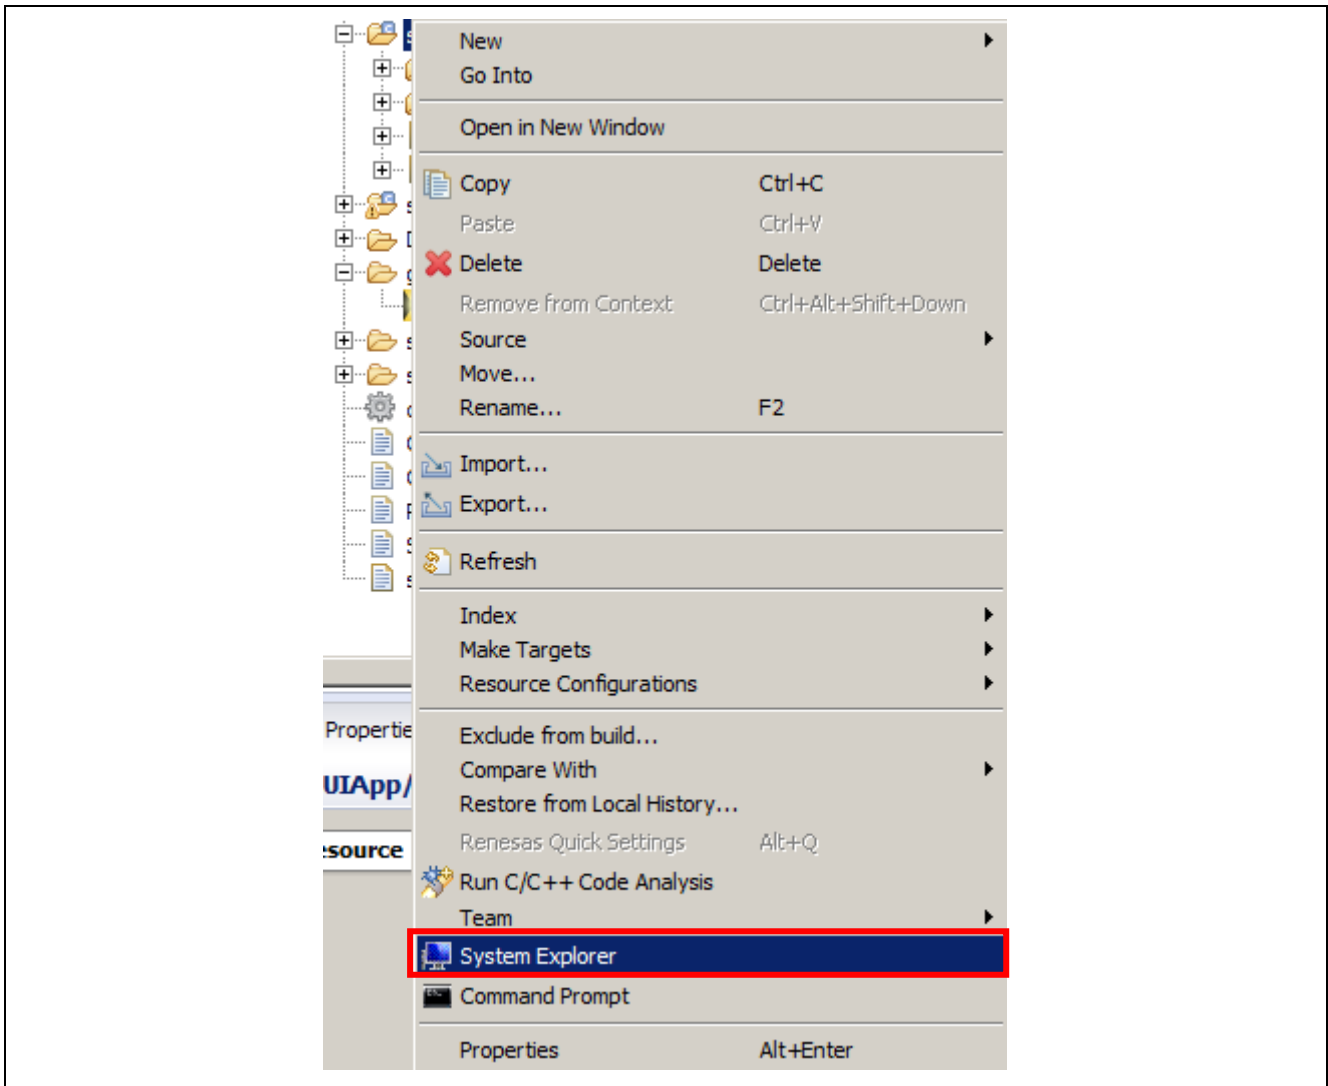 New
Go Into
Open in New Window
Copy Ctrl+C
Paste Ctrl+V
Delete Delete
Remove from Context Ctrl+Alt+Shift+Down
Source
Move...
Rename... F2
Import...
Export...
Refresh
Index
Make Targets
Resource Configurations
Exclude from build...
Compare With
Restore from Local History...
Renesas Quick Settings Alt+Q
Run C/C++ Code Analysis
Team
System Explorer
Command Prompt
Properties Alt+Enter
Propertie
UIApp/
esource